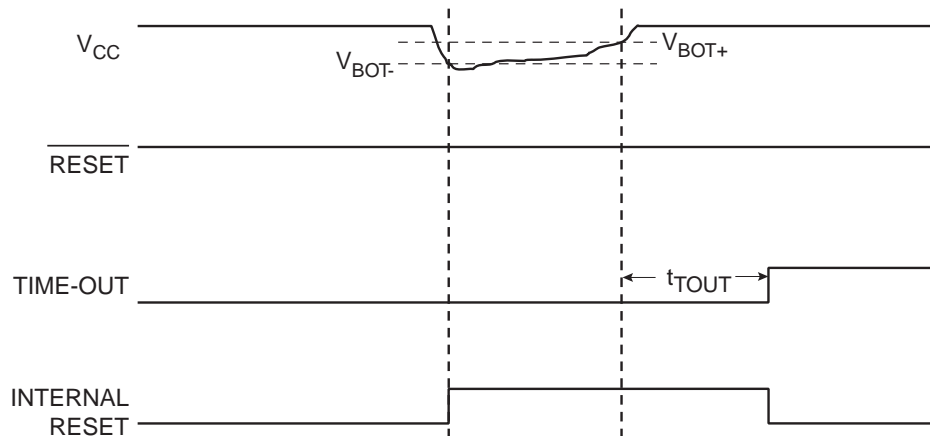 VCC
VBOT-
VBOT+
RESET
TIME-OUT
tTOUT
INTERNAL
RESET